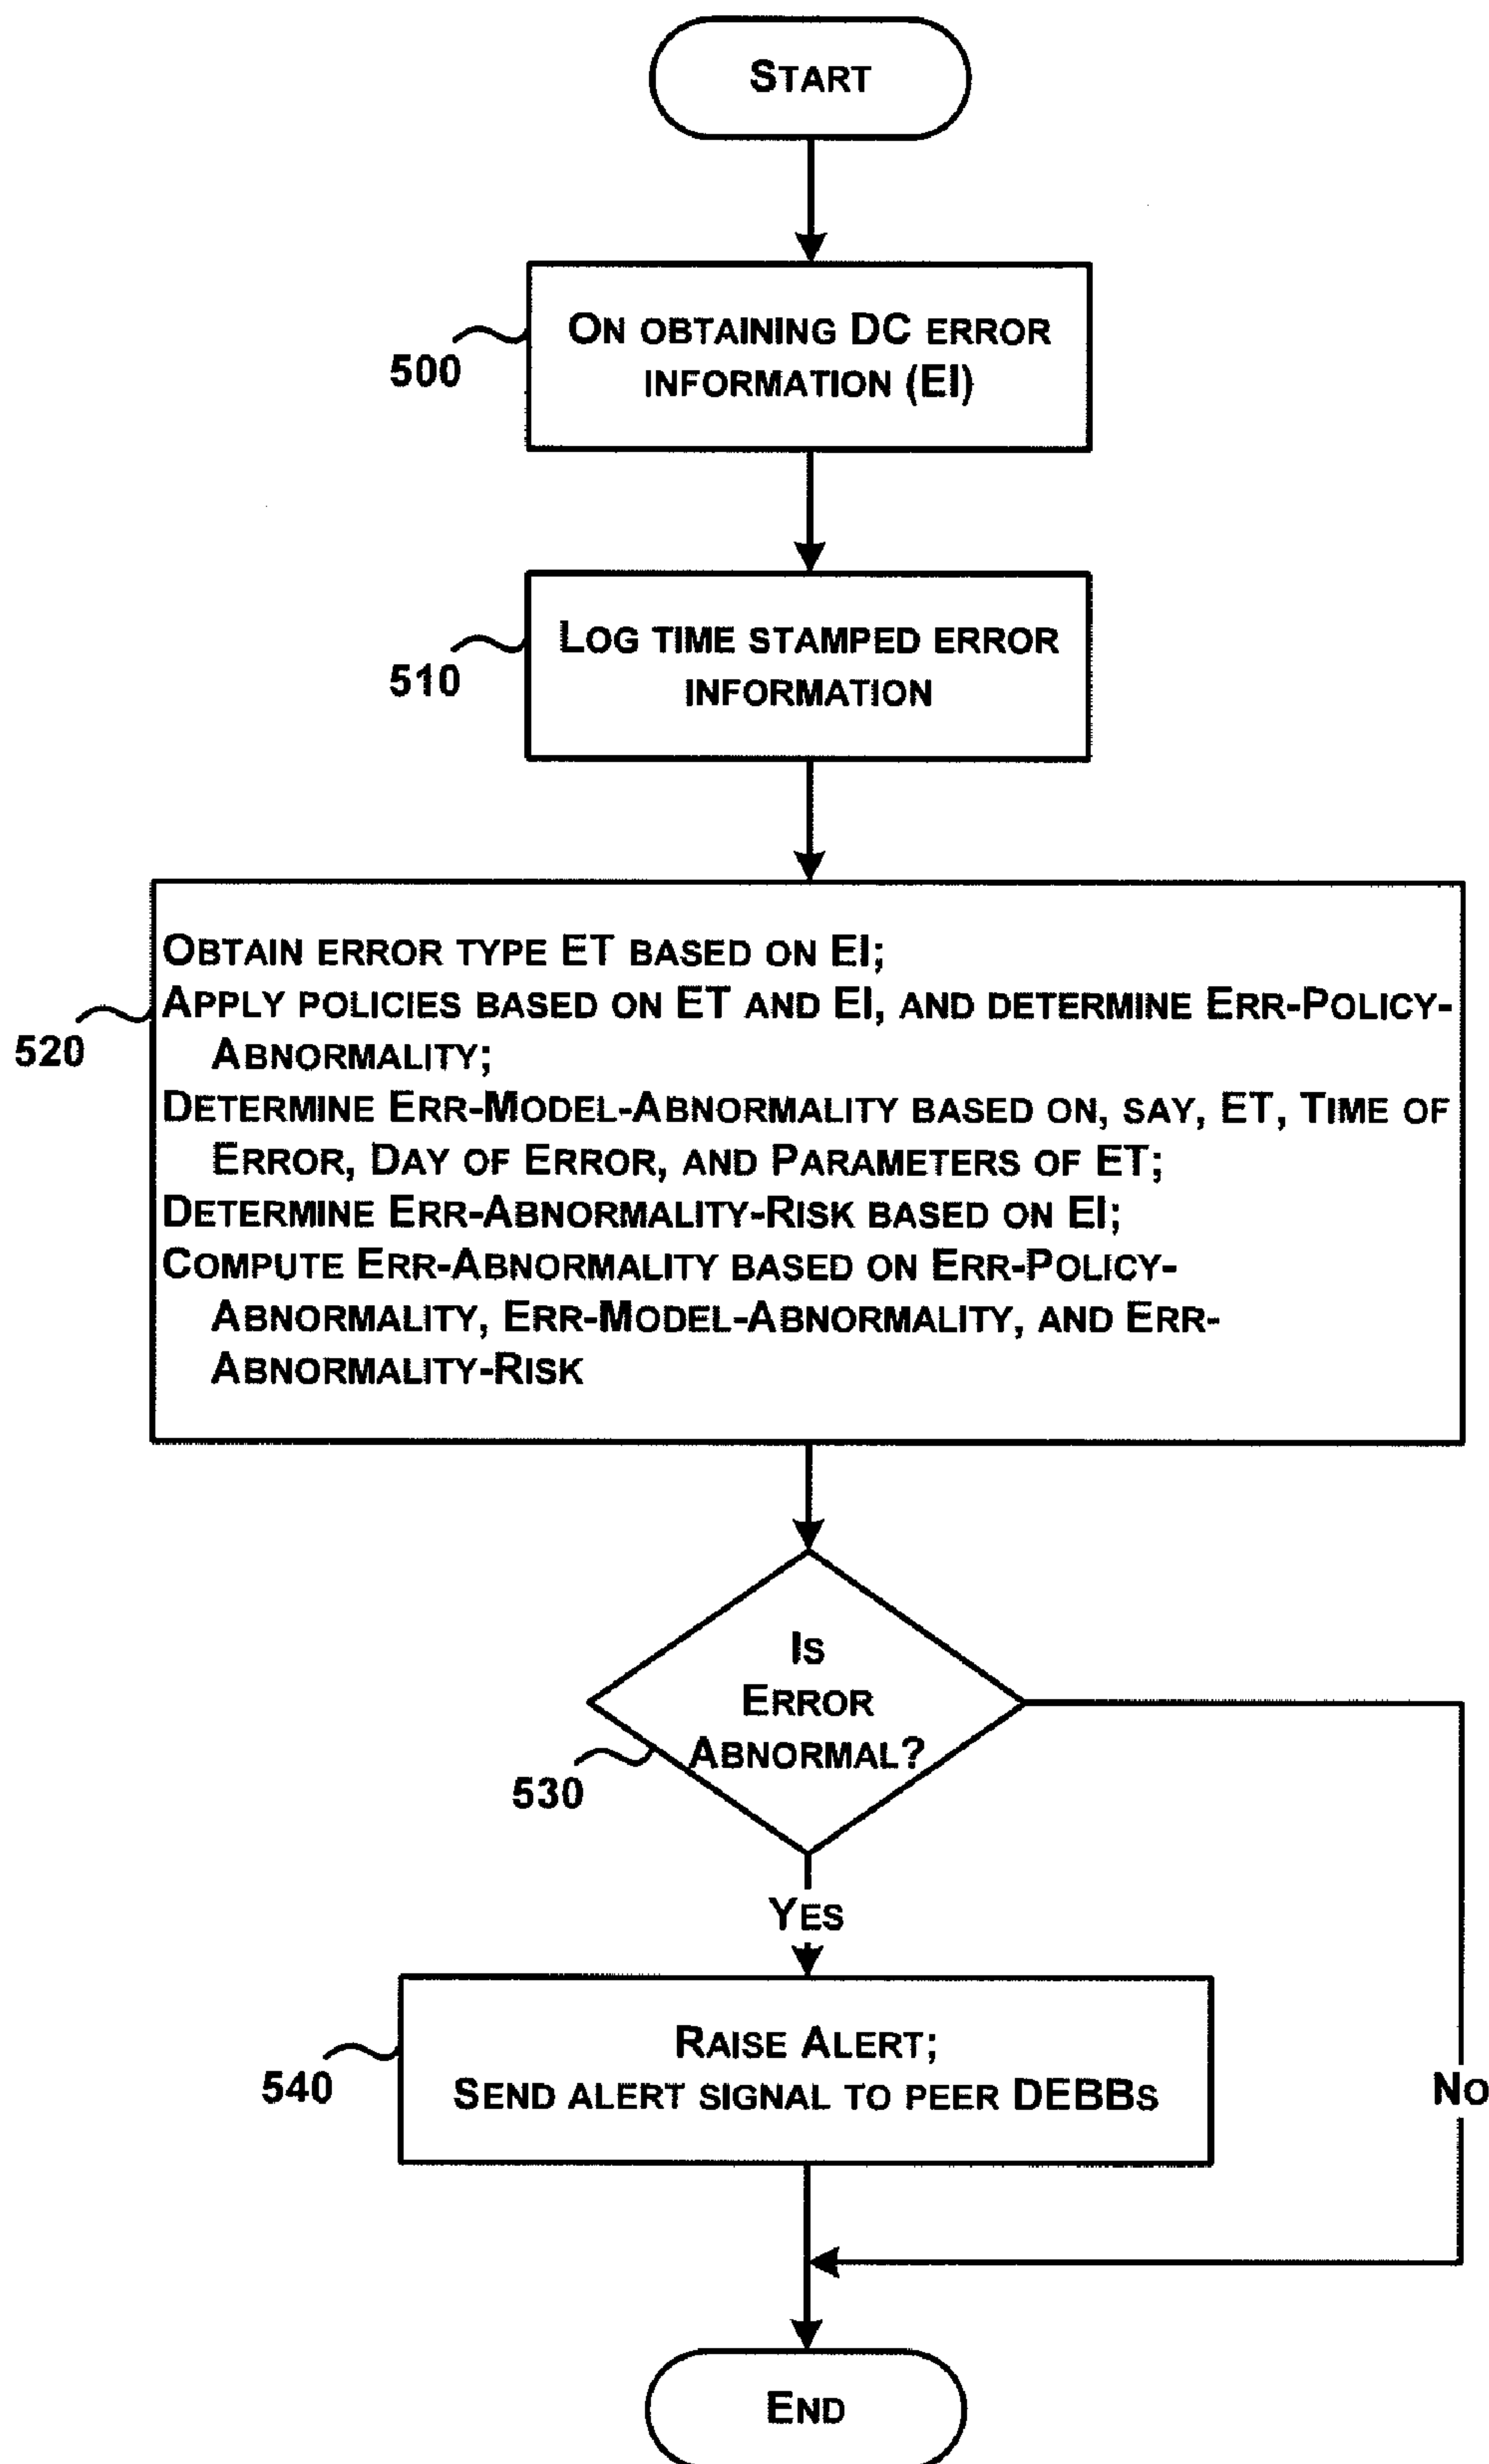 START
ON OBTAINING DC ERROR
INFORMATION (EI)
500
LOG TIME STAMPED ERROR
INFORMATION
510
OBTAIN ERROR TYPE ET BASED ON EI;
APPLY POLICIES BASED ON ET AND EI, AND DETERMINE ERR-POLICY-
ABNORMALITY;
DETERMINE ERR-MODEL-ABNORMALITY BASED ON, SAY, ET, TIME OF
ERROR, DAY OF ERROR, AND PARAMETERS OF ET;
DETERMINE ERR-ABNORMALITY-RISK BASED ON EI;
COMPUTE ERR-ABNORMALITY BASED ON ERR-POLICY-
ABNORMALITY, ERR-MODEL-ABNORMALITY, AND ERR-
ABNORMALITY-RISK
520
IS
ERROR
ABNORMAL?
530
YES
RAISE ALERT;
SEND ALERT SIGNAL TO PEER DEBBS
540
NO
END